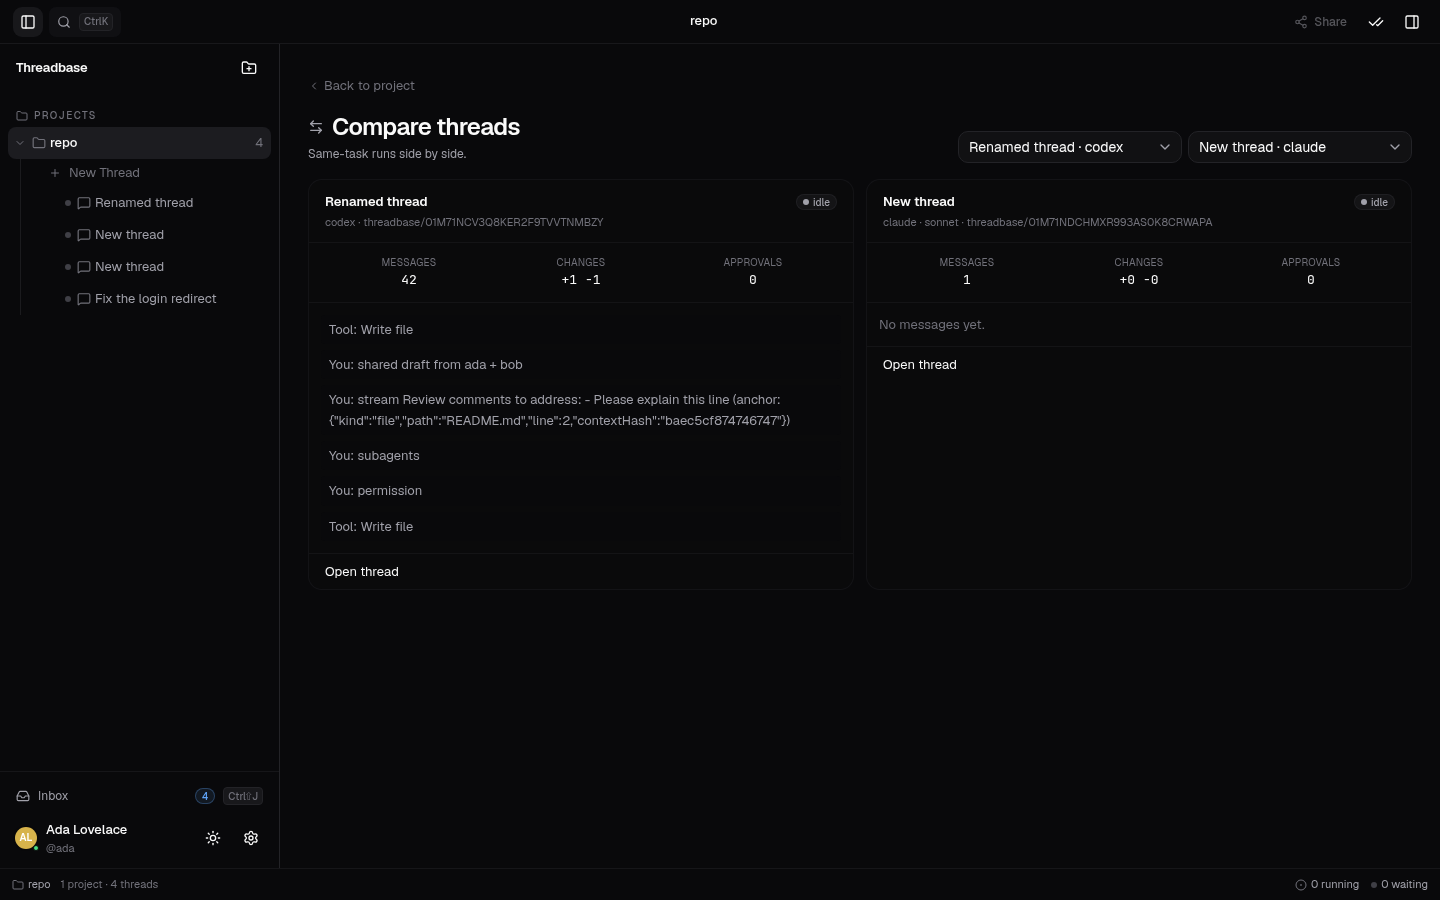 CtrlK
repo
Share
Threadbase
PROJECTS
repo 4
New Thread
Renamed thread
New thread
New thread
Fix the login redirect
Inbox 4 Ctrl⇧J
AL
Ada Lovelace
@ada
Back to project
Compare threads
Same-task runs side by side.
Renamed thread · codex
New thread · claude
Renamed thread idle
codex · threadbase/01M71NCV3Q8KER2F9TVVTNMBZY
MESSAGES CHANGES APPROVALS
42 +1 -1 0
Tool: Write file
You: shared draft from ada + bob
You: stream Review comments to address: - Please explain this line (anchor:
{"kind":"file","path":"README.md","line":2,"contextHash":"baec5cf874746747"})
You: subagents
You: permission
Tool: Write file
Open thread
New thread idle
claude · sonnet · threadbase/01M71NDCHMXR993AS0K8CRWAPA
MESSAGES CHANGES APPROVALS
1 +0 -0 0
No messages yet.
Open thread
repo 1 project · 4 threads
0 running 0 waiting